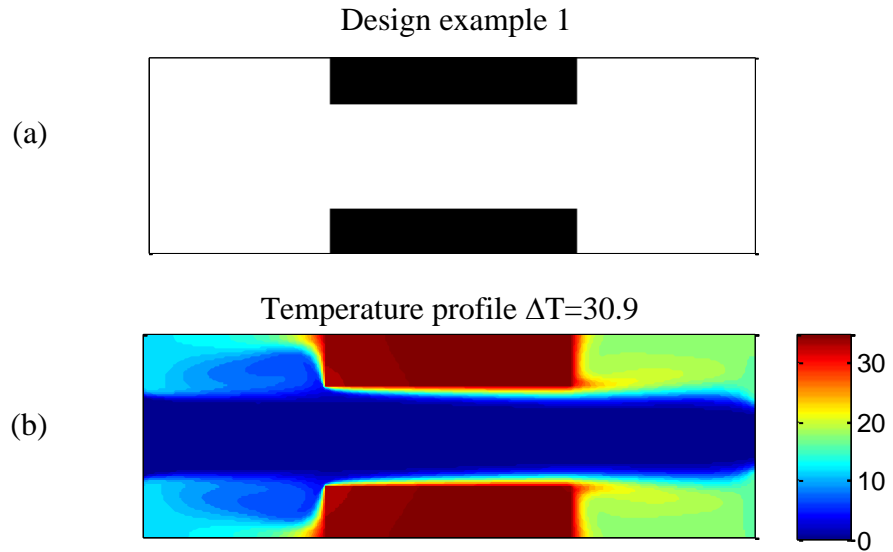 Design example 1
(a)
Temperature profile ΔT=30.9
(b)
30
20
10
0